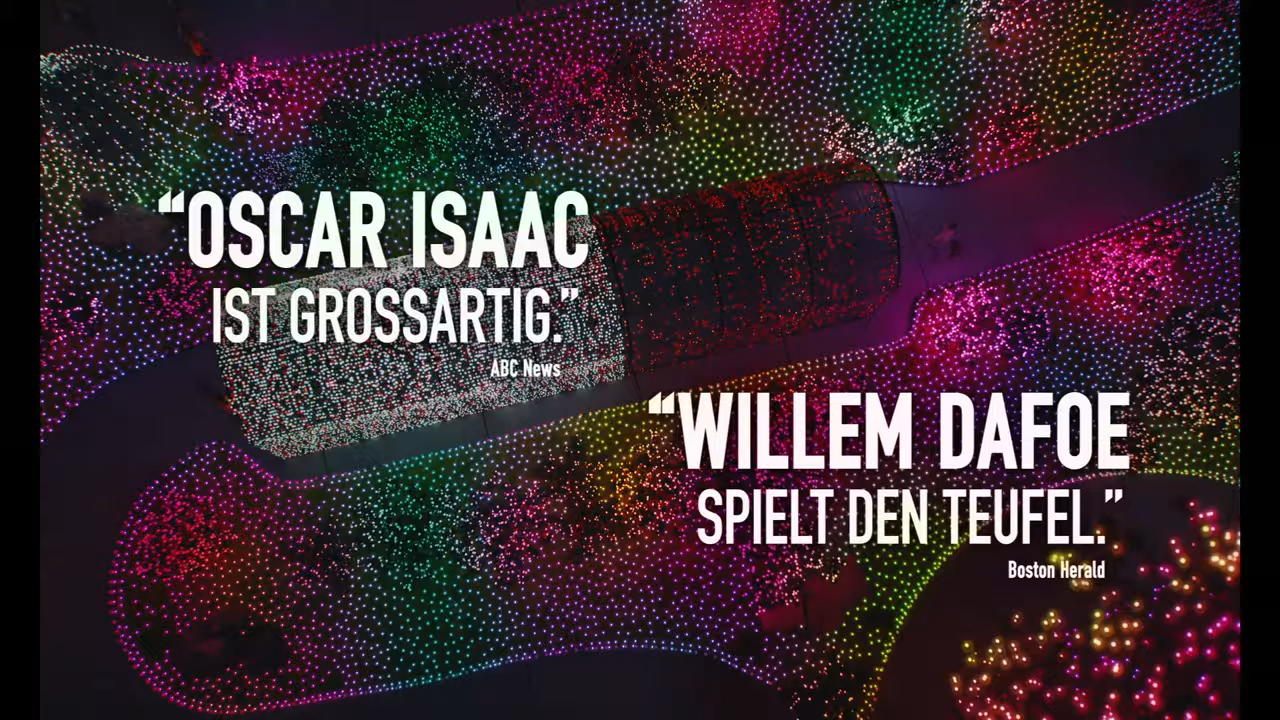 “OSCAR ISAAC
IST GROSSARTIG.”
ABC News
“WILLEM DAFOE
SPIELT DEN TEUFEL.”
Boston Herald